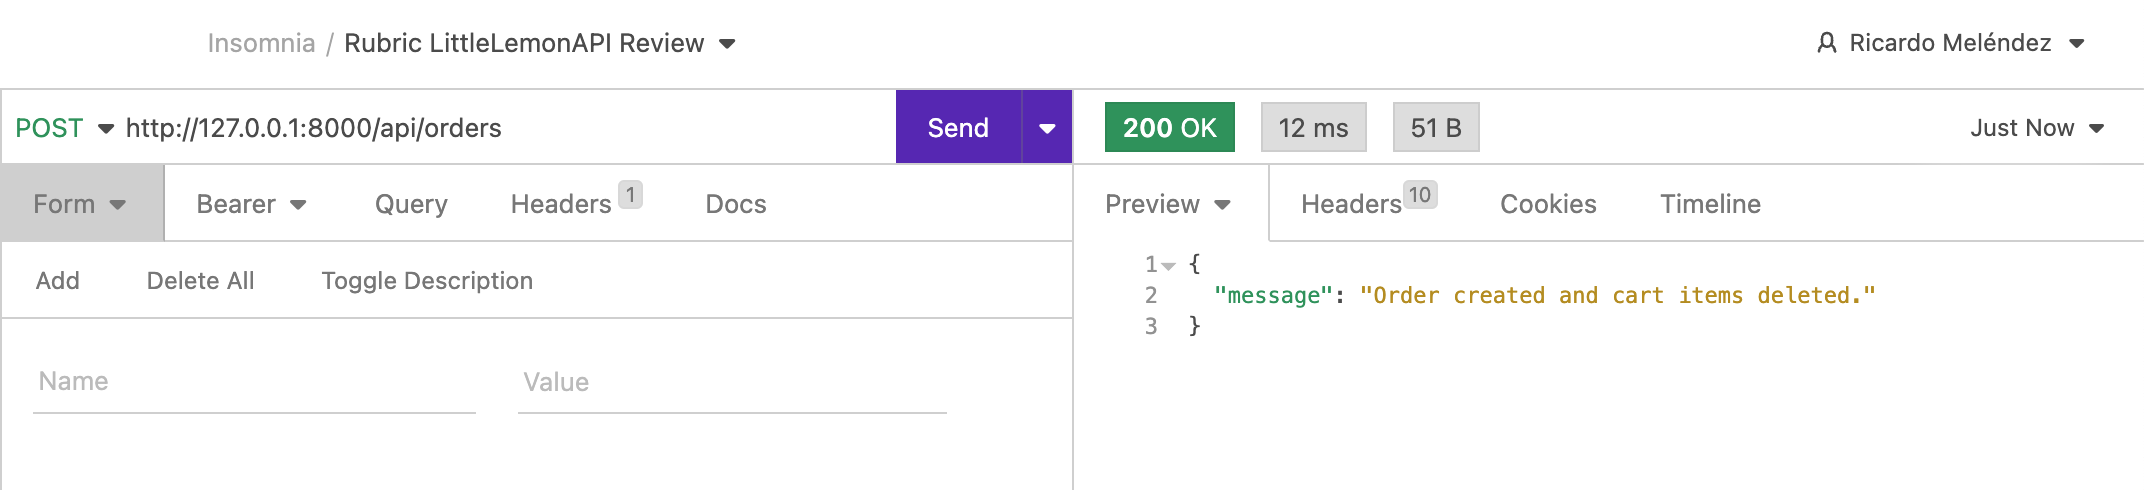 Insomnia / Rubric LittleLemonAPI Review
Ricardo Meléndez
POST http://127.0.0.1:8000/api/orders
Send
200 OK 12 ms 51 B
Just Now
Form Bearer Query Headers 1 Docs
Preview Headers 10 Cookies Timeline
Add Delete All Toggle Description
Name Value
1 {
2 "message": "Order created and cart items deleted."
3 }